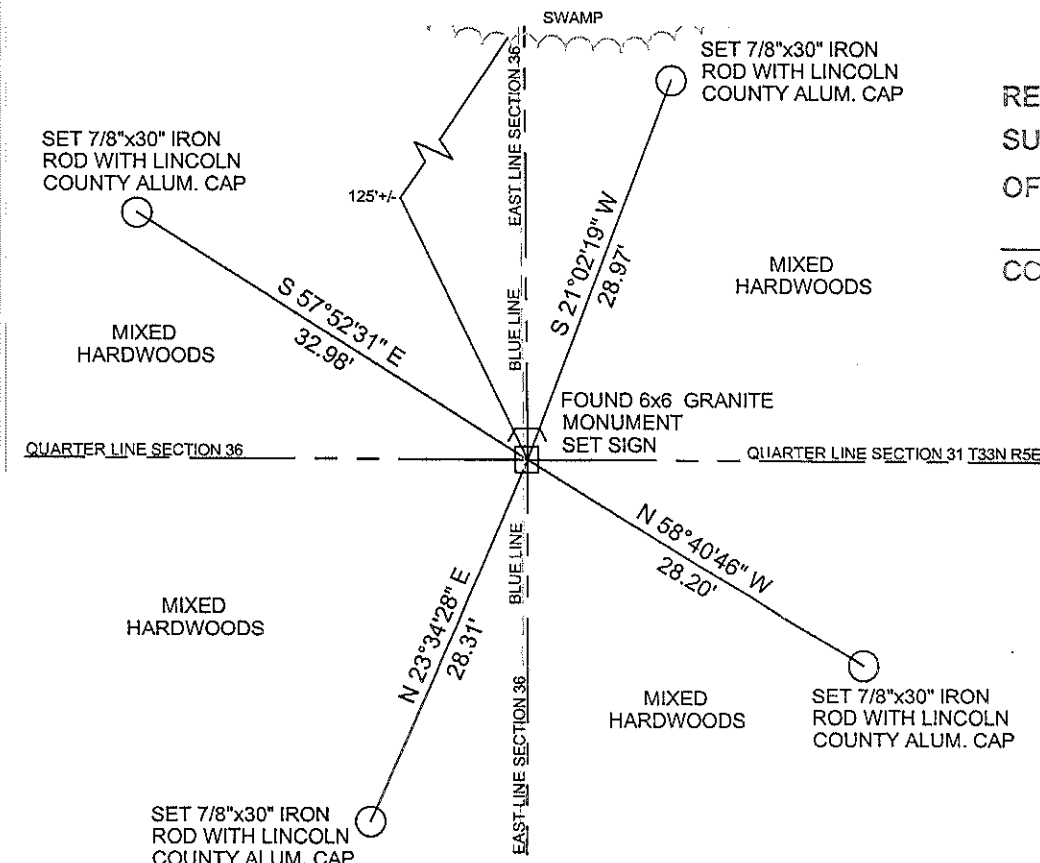 SWAMP
SET 7/8"x30" IRON
ROD WITH LINCOLN
COUNTY ALUM. CAP
RE
SU
OF
CO
SET 7/8"x30" IRON
ROD WITH LINCOLN
COUNTY ALUM. CAP
125'+/-
EAST LINE SECTION 36
S 21°02'19" W
28.97'
MIXED
HARDWOODS
S 57°52'31" E
32.98'
BLUE LINE
MIXED
HARDWOODS
FOUND 6x6 GRANITE
MONUMENT
SET SIGN
QUARTER LINE SECTION 36
QUARTER LINE SECTION 31 T33N R5E
N 58°40'46" W
28.20'
BLUE LINE
MIXED
HARDWOODS
N 23°34'28" E
28.31'
MIXED
HARDWOODS
EAST LINE SECTION 36
SET 7/8"x30" IRON
ROD WITH LINCOLN
COUNTY ALUM. CAP
SET 7/8"x30" IRON
ROD WITH LINCOLN
COUNTY ALUM. CAP